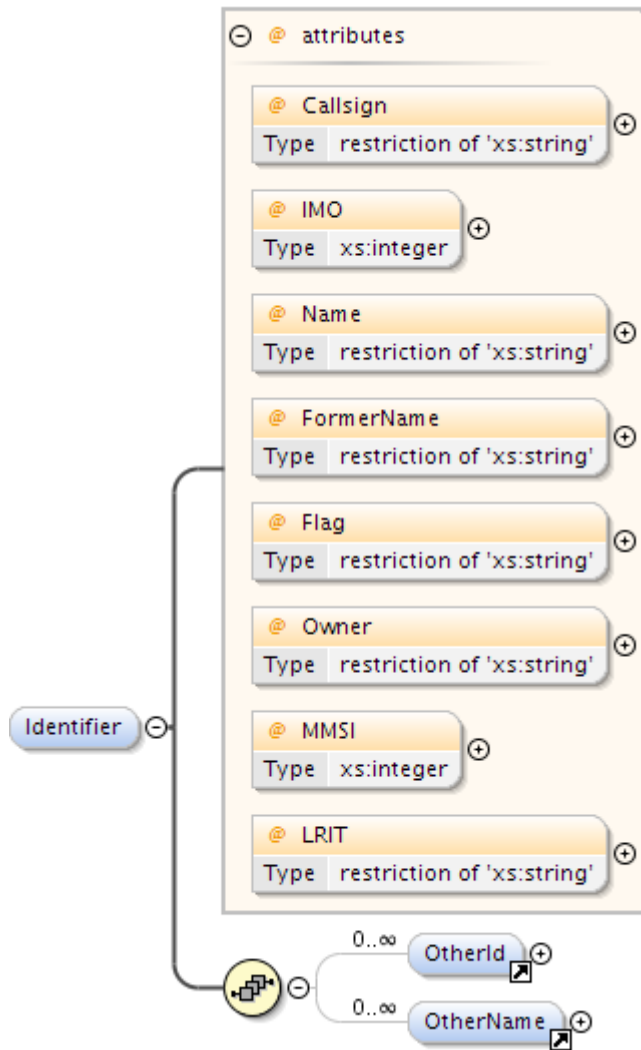 @ attributes
@ Callsign
Type restriction of 'xs:string'
@ IMO
Type xs:integer
@ Name
Type restriction of 'xs:string'
@ FormerName
Type restriction of 'xs:string'
@ Flag
Type restriction of 'xs:string'
@ Owner
Type restriction of 'xs:string'
Identifier
@ MMSI
Type xs:integer
@ LRIT
Type restriction of 'xs:string'
0..∞
OtherId
0..∞
OtherName